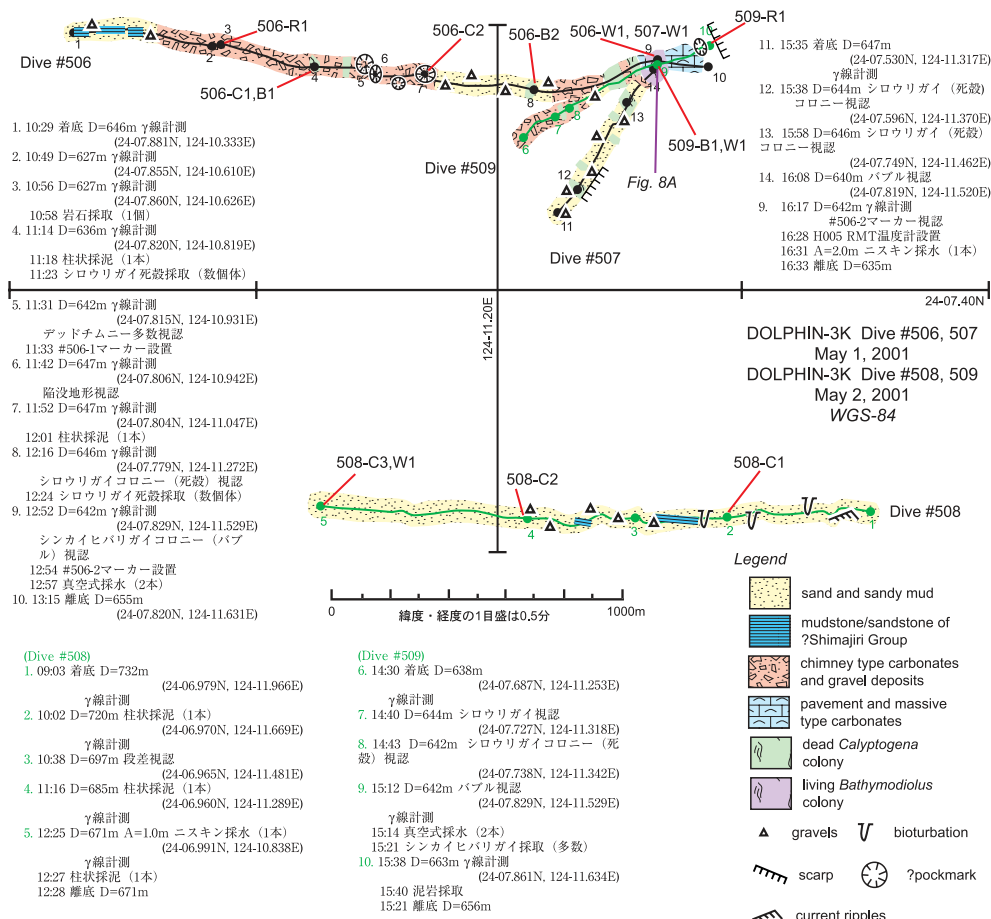 506-R1
509-R1
506-C2
506-B2
506-W1, 507-W1
3
2
1
4
5
6
7
8
9
10
10
Dive #506
506-C1,B1
14
9
13
8
7
6
Dive #509
509-B1,W1
12
Fig. 8A
11
Dive #507
1. 10:29 着底 D=646m γ線計測
(24-07.881N, 124-10.333E)
2. 10:49 D=627m γ線計測
(24-07.855N, 124-10.610E)
3. 10:56 D=627m γ線計測
(24-07.860N, 124-10.626E)
10:58 岩石採取（1個）
4. 11:14 D=636m γ線計測
(24-07.820N, 124-10.819E)
11:18 柱状採泥（1本）
11:23 シロウリガイ死殻採取（数個体）
11. 15:35 着底 D=647m
(24-07.530N, 124-11.317E)
γ線計測
12. 15:38 D=644m シロウリガイ（死殻）
コロニー視認
(24-07.596N, 124-11.370E)
13. 15:58 D=646m シロウリガイ（死殻）
コロニー視認
(24-07.749N, 124-11.462E)
14. 16:08 D=640m バブル視認
(24-07.819N, 124-11.520E)
9. 16:17 D=642m γ線計測
#506-2マーカー視認
16:28 H005 RMT温度計設置
16:31 A=2.0m ニスキン採水（1本）
16:33 離底 D=635m
24-07.40N
124-11.20E
5. 11:31 D=642m γ線計測
(24-07.815N, 124-10.931E)
デッドチムニー多数視認
11:33 #506-1マーカー設置
6. 11:42 D=647m γ線計測
(24-07.806N, 124-10.942E)
陥没地形視認
7. 11:52 D=647m γ線計測
(24-07.804N, 124-11.047E)
12:01 柱状採泥（1本）
8. 12:16 D=646m γ線計測
(24-07.779N, 124-11.272E)
シロウリガイコロニー（死殻）視認
12:24 シロウリガイ死殻採取（数個体）
9. 12:52 D=642m γ線計測
(24-07.829N, 124-11.529E)
シンカイヒバリガイコロニー（バブ
ル）視認
12:54 #506-2マーカー設置
12:57 真空式採水（2本）
10. 13:15 離底 D=655m
(24-07.820N, 124-11.631E)
DOLPHIN-3K Dive #506, 507
May 1, 2001
DOLPHIN-3K Dive #508, 509
May 2, 2001
WGS-84
508-C3,W1
508-C2
508-C1
5
4
3
2
1
Dive #508
0
緯度・経度の1目盛は0.5分
1000m
(Dive #508)
1. 09:03 着底 D=732m
(24-06.979N, 124-11.966E)
γ線計測
2. 10:02 D=720m 柱状採泥（1本）
(24-06.970N, 124-11.669E)
γ線計測
3. 10:38 D=697m 段差視認
(24-06.965N, 124-11.481E)
4. 11:16 D=685m 柱状採泥（1本）
(24-06.960N, 124-11.289E)
γ線計測
5. 12:25 D=671m A=1.0m ニスキン採水（1本）
(24-06.991N, 124-10.838E)
γ線計測
12:27 柱状採泥（1本）
12:28 離底 D=671m
(Dive #509)
6. 14:30 着底 D=638m
(24-07.687N, 124-11.253E)
γ線計測
7. 14:40 D=644m シロウリガイ視認
(24-07.727N, 124-11.318E)
8. 14:43 D=642m シロウリガイコロニー（死
殻）視認
(24-07.738N, 124-11.342E)
9. 15:12 D=642m バブル視認
(24-07.829N, 124-11.529E)
15:14 真空式採水（2本）
15:21 シンカイヒバリガイ採取（多数）
10. 15:38 D=663m γ線計測
(24-07.861N, 124-11.634E)
15:40 泥岩採取
15:21 離底 D=656m
Legend
sand and sandy mud
mudstone/sandstone of
?Shimajiri Group
chimney type carbonates
and gravel deposits
pavement and massive
type carbonates
dead Calyptogena
colony
living Bathymodiolus
colony
gravels
bioturbation
scarp
?pockmark
current ripples